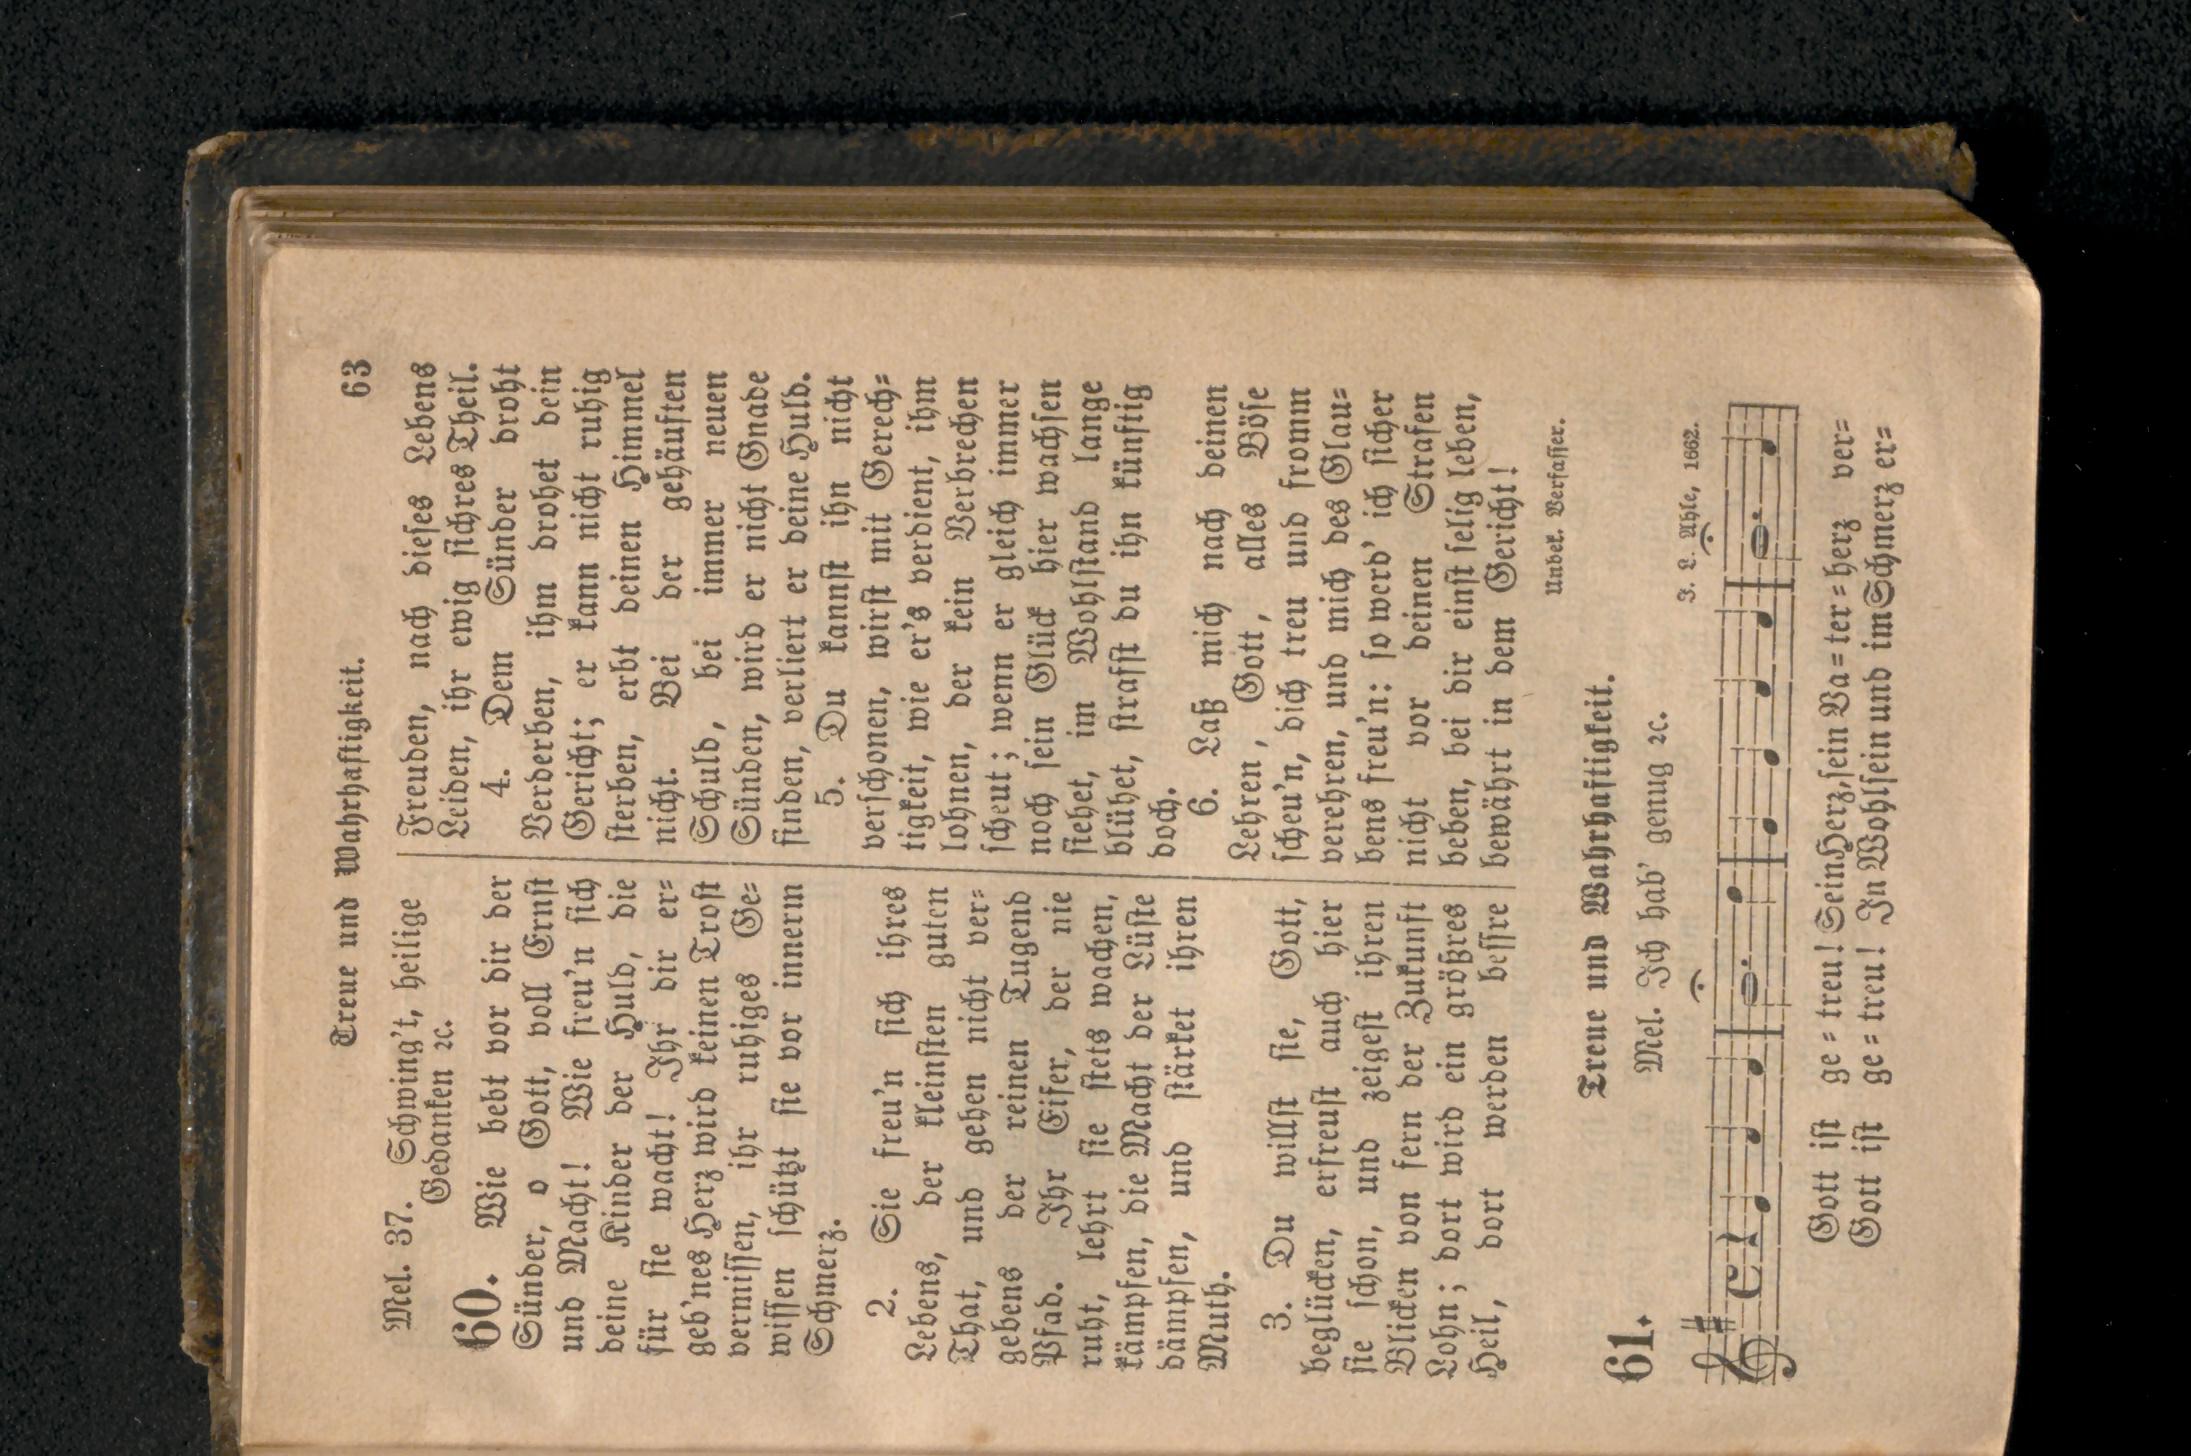 Treue und Wahrhaftigkeit.
63
Mel. 37. Schwing't, heilige
Gedanken ꝛc.
60. Wie bebt vor dir der
Sünder, o Gott, voll Ernst
und Macht! Wie freu'n sich
deine Kinder der Huld, die
für sie wacht! Ihr dir er=
geb'nes Herz wird keinen Trost
vermissen, ihr ruhiges Ge=
wissen schützt sie vor innerm
Schmerz.
2. Sie freu'n sich ihres
Lebens, der kleinsten guten
That, und gehen nicht ver=
gebens der reinen Tugend
Pfad. Ihr Eifer, der nie
ruht, lehrt sie stets wachen,
kämpfen, die Macht der Lüste
dämpfen, und stärket ihren
Muth.
3. Du willst sie, Gott,
beglücken, erfreust auch hier
sie schon, und zeigest ihren
Blicken von fern der Zukunft
Lohn; dort wird ein größres
Heil, dort werden bessre
Freuden, nach dieses Lebens
Leiden, ihr ewig sichres Theil.
4. Dem Sünder droht
Verderben, ihm drohet dein
Gericht; er kann nicht ruhig
sterben, erbt deinen Himmel
nicht. Bei der gehäuften
Schuld, bei immer neuen
Sünden, wird er nicht Gnade
finden, verliert er deine Huld.
5. Du kannst ihn nicht
verschonen, wirst mit Gerech=
tigkeit, wie er's verdient, ihm
lohnen, der kein Verbrechen
scheut; wenn er gleich immer
noch sein Glück hier wachsen
siehet, im Wohlstand lange
blühet, strafst du ihn künftig
doch.
6. Laß mich nach deinen
Lehren, Gott, alles Böse
scheu'n, dich treu und fromm
verehren, und mich des Glau=
bens freu'n: so werd' ich sicher
nicht vor deinen Strafen
beben, bei dir einst selig leben,
bewährt in dem Gericht!
Unbek. Verfasser.
Treue und Wahrhaftigkeit.
61. Mel. Ich hab' genug ꝛc.
J. L. Ahle, 1662.
Gott ist ge = treu! Sein Herz, sein Va = ter = herz ver=
Gott ist ge = treu! In Wohlsein und im Schmerz er=